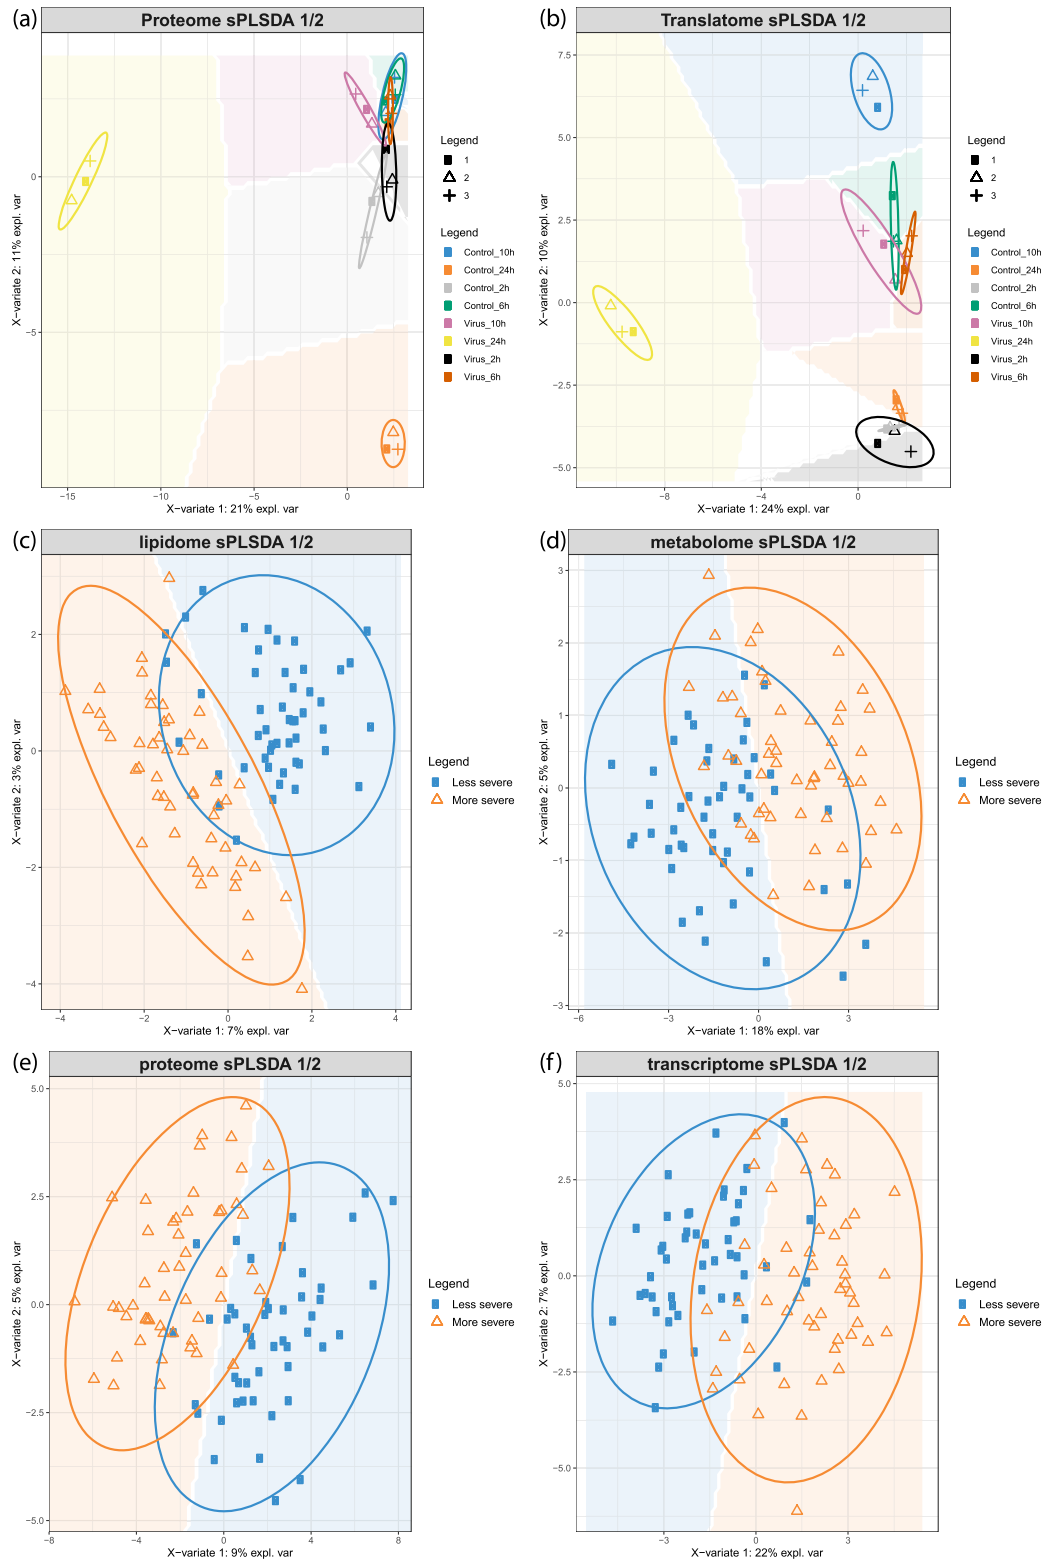 (a)
Proteome sPLSDA 1/2
0
−5
−15
−10
−5
0
X−variate 2: 11% expl. var
X−variate 1: 21% expl. var
Legend
1
2
3
Legend
Control_10h
Control_24h
Control_2h
Control_6h
Virus_10h
Virus_24h
Virus_2h
Virus_6h
(b)
Translatome sPLSDA 1/2
7.5
5.0
2.5
0.0
−2.5
−5.0
−8
−4
0
X−variate 2: 10% expl. var
X−variate 1: 24% expl. var
Legend
1
2
3
Legend
Control_10h
Control_24h
Control_2h
Control_6h
Virus_10h
Virus_24h
Virus_2h
Virus_6h
(c)
lipidome sPLSDA 1/2
2
0
−2
−4
−4
−2
0
2
4
X−variate 2: 3% expl. var
X−variate 1: 7% expl. var
Legend
Less severe
More severe
(d)
metabolome sPLSDA 1/2
3
2
1
0
−1
−2
−3
−6
−3
0
3
X−variate 2: 5% expl. var
X−variate 1: 18% expl. var
Legend
Less severe
More severe
(e)
proteome sPLSDA 1/2
5.0
2.5
0.0
−2.5
−5.0
−8
−4
0
4
8
X−variate 2: 5% expl. var
X−variate 1: 9% expl. var
Legend
Less severe
More severe
(f)
transcriptome sPLSDA 1/2
5.0
2.5
0.0
−2.5
−5.0
−3
0
3
X−variate 2: 7% expl. var
X−variate 1: 22% expl. var
Legend
Less severe
More severe